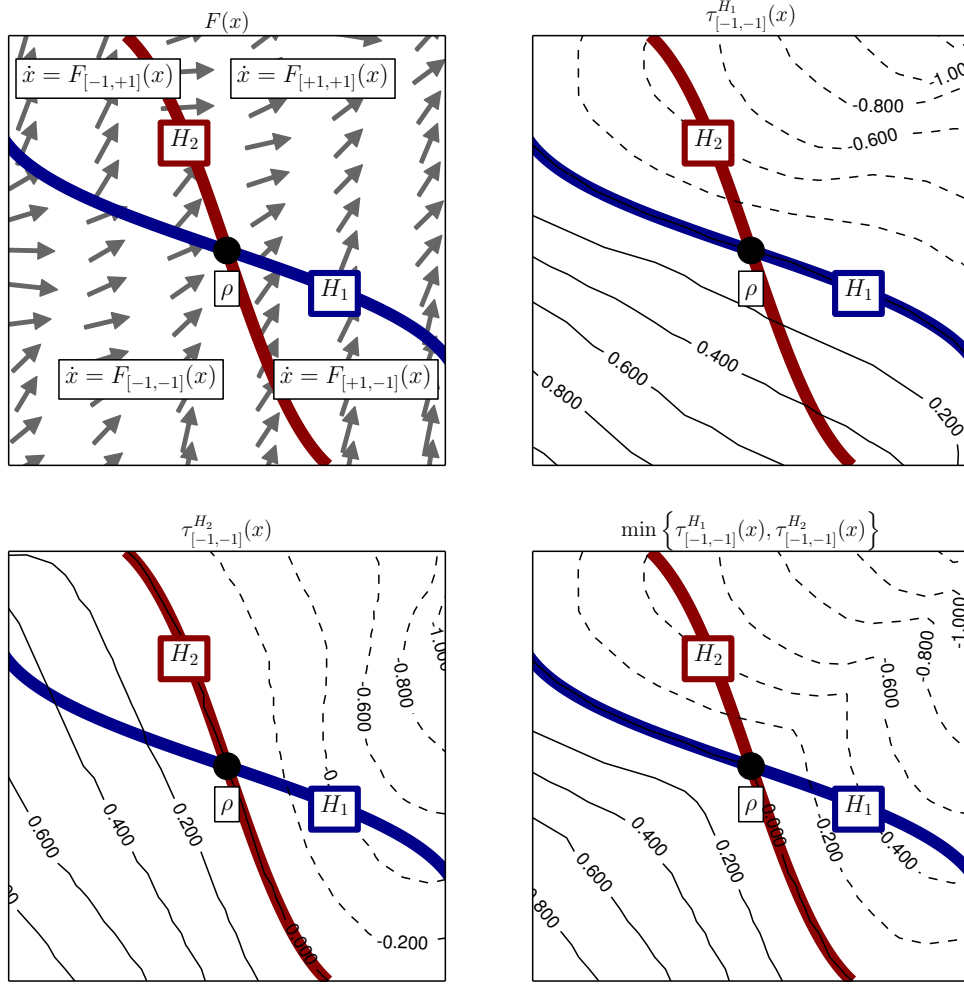 F(x)
ẋ = F[-1,+1](x)
ẋ = F[+1,+1](x)
H2
ρ
H1
ẋ = F[-1,-1](x)
ẋ = F[+1,-1](x)
τ^{H1}_{[-1,-1]}(x)
-1.00
-0.800
-0.600
H2
ρ
H1
0.400
0.600
0.800
0.200
τ^{H2}_{[-1,-1]}(x)
-1.000
H2
-0.800
-0.600
ρ
H1
0.200
0.400
0.600
0.000
-0.200
min {τ^{H1}_{[-1,-1]}(x), τ^{H2}_{[-1,-1]}(x)}
-1.000
H2
-0.800
-0.600
ρ
H1
0.000
-0.200
-0.400
0.200
0.400
0.600
0.800